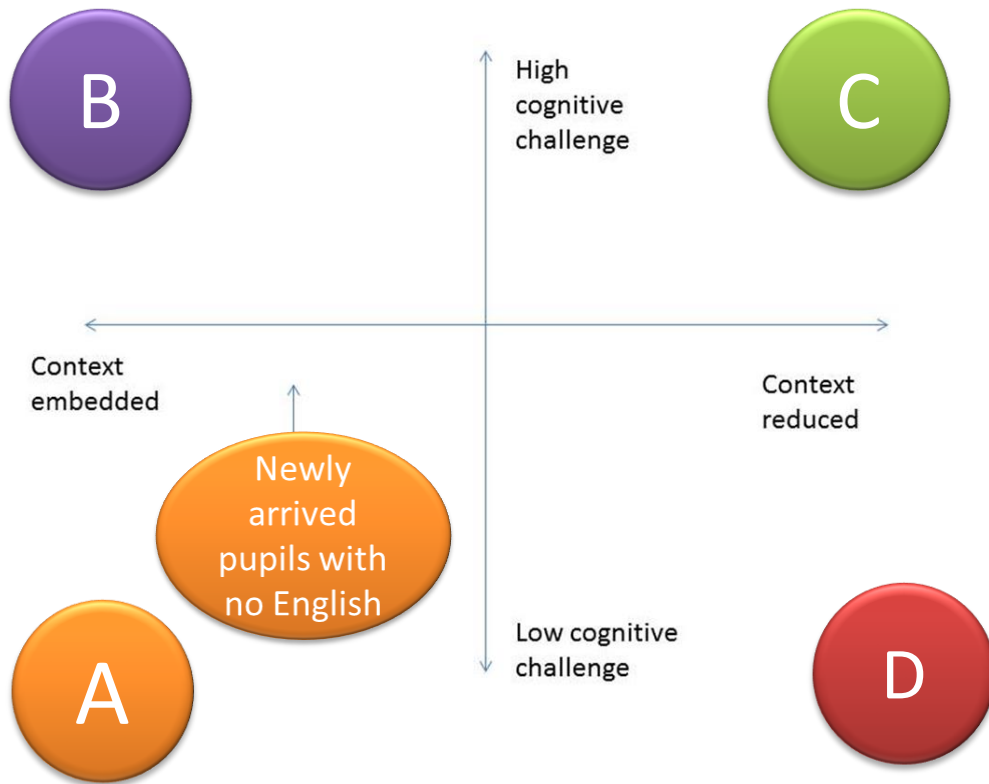 B
High
cognitive
challenge
C
Context
embedded
Context
reduced
Newly
arrived
pupils with
no English
Low cognitive
challenge
A
D